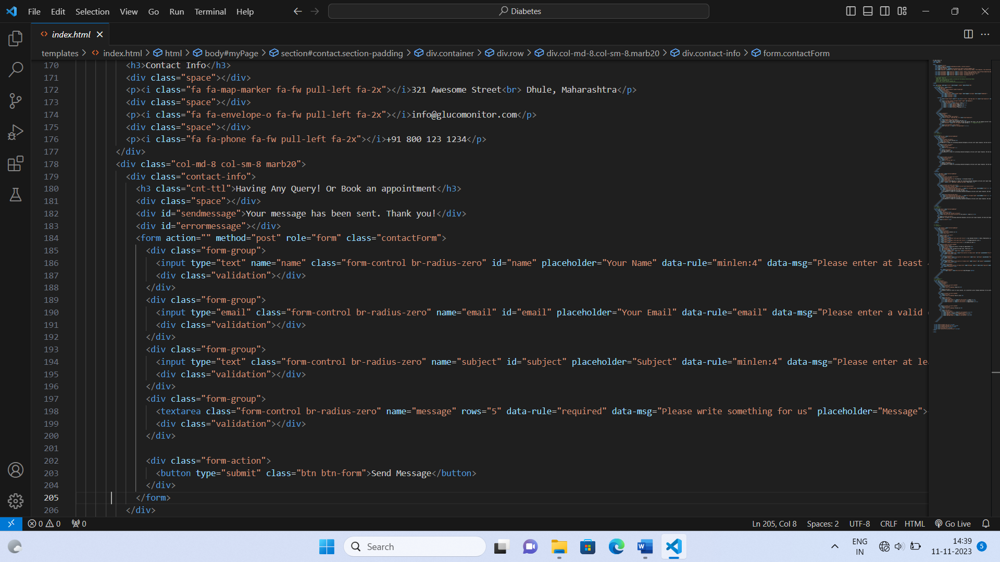 File Edit Selection View Go Run Terminal Help Diabetes
index.html
templates > index.html > html > body#myPage > section#contact.section-padding > div.container > div.row > div.col-md-8.col-sm-8.marb20 > div.contact-info > form.contactForm
170 <h3>Contact Info</h3>
171 <div class="space"></div>
172 <p><i class="fa fa-map-marker fa-fw pull-left fa-2x"></i>321 Awesome Street<br> Dhule, Maharashtra</p>
173 <div class="space"></div>
174 <p><i class="fa fa-envelope-o fa-fw pull-left fa-2x"></i>info@glucomonitor.com</p>
175 <div class="space"></div>
176 <p><i class="fa fa-phone fa-fw pull-left fa-2x"></i>+91 800 123 1234</p>
177 </div>
178 <div class="col-md-8 col-sm-8 marb20">
179 <div class="contact-info">
180 <h3 class="cnt-ttl">Having Any Query! Or Book an appointment</h3>
181 <div class="space"></div>
182 <div id="sendmessage">Your message has been sent. Thank you!</div>
183 <div id="errormessage"></div>
184 <form action="" method="post" role="form" class="contactForm">
185 <div class="form-group">
186 <input type="text" name="name" class="form-control br-radius-zero" id="name" placeholder="Your Name" data-rule="minlen:4" data-msg="Please enter at least
187 <div class="validation"></div>
188 </div>
189 <div class="form-group">
190 <input type="email" class="form-control br-radius-zero" name="email" id="email" placeholder="Your Email" data-rule="email" data-msg="Please enter a valid
191 <div class="validation"></div>
192 </div>
193 <div class="form-group">
194 <input type="text" class="form-control br-radius-zero" name="subject" id="subject" placeholder="Subject" data-rule="minlen:4" data-msg="Please enter at le
195 <div class="validation"></div>
196 </div>
197 <div class="form-group">
198 <textarea class="form-control br-radius-zero" name="message" rows="5" data-rule="required" data-msg="Please write something for us" placeholder="Message">
199 <div class="validation"></div>
200 </div>
201
202 <div class="form-action">
203 <button type="submit" class="btn btn-form">Send Message</button>
204 </div>
205 </form>
206 </div>
0 0 0 Ln 205, Col 8 Spaces: 2 UTF-8 CRLF HTML Go Live
Search ENG 14:39
IN 11-11-2023 5